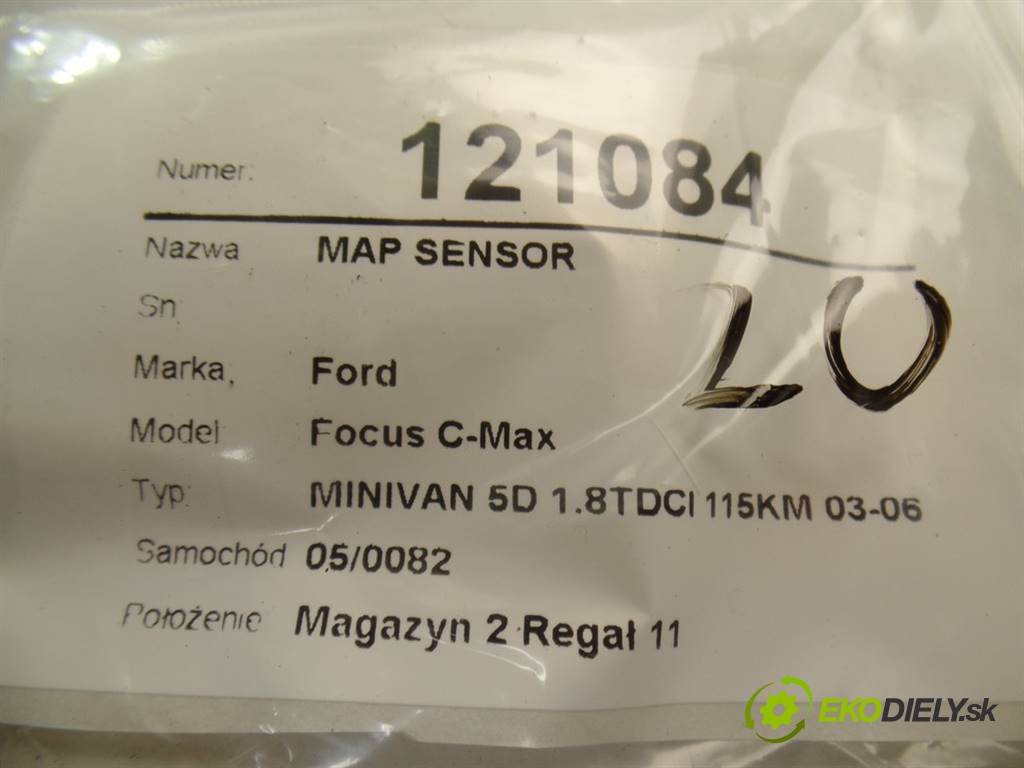 Numer: 121084
Nazwa MAP SENSOR
Sn
20
Marka, Ford
Model Focus C-Max
Typ: MINIVAN 5D 1.8TDCI 115KM 03-06
Samochód 05/0082
Położenie Magazyn 2 Regał 11
EKODIELY.sk